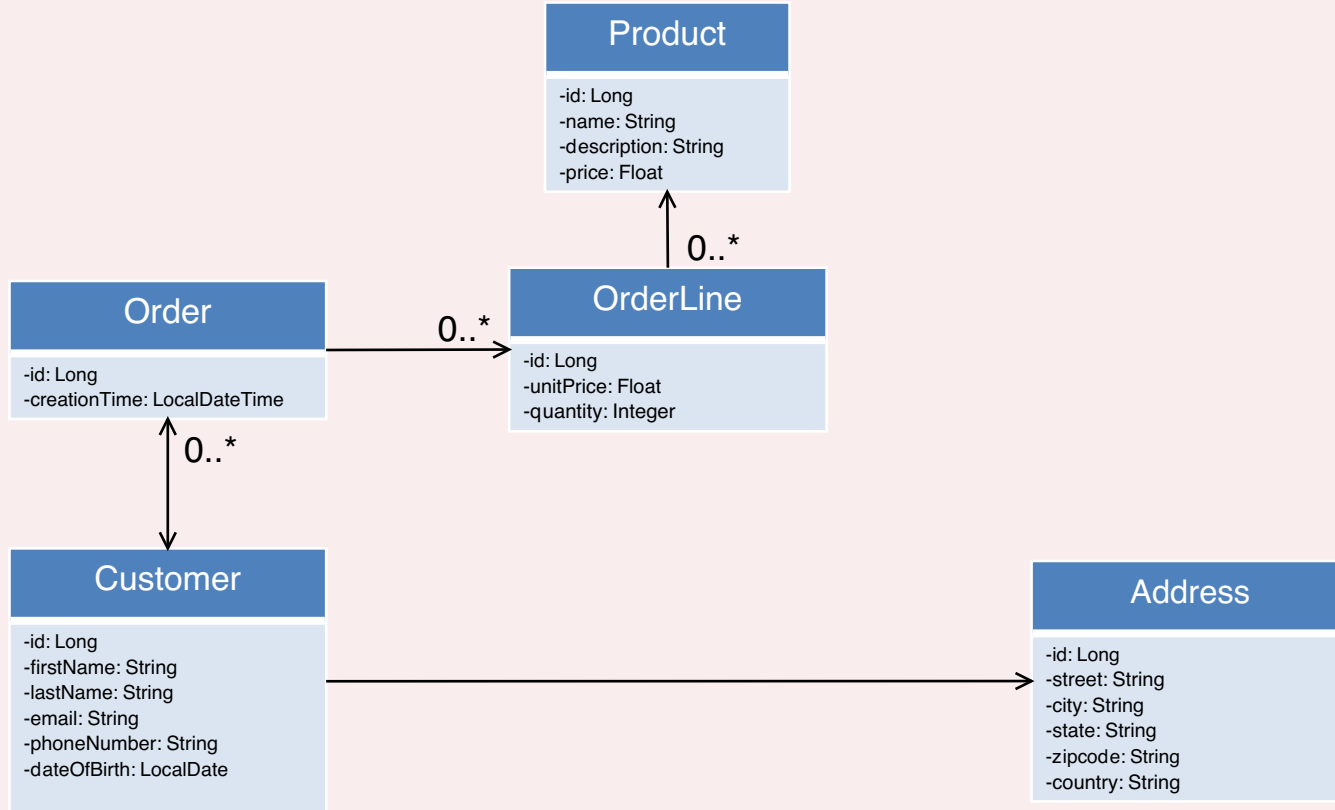 Product
-id: Long
-name: String
-description: String
-price: Float
0..*
OrderLine
-id: Long
-unitPrice: Float
-quantity: Integer
Order
-id: Long
-creationTime: LocalDateTime
0..*
0..*
Customer
-id: Long
-firstName: String
-lastName: String
-email: String
-phoneNumber: String
-dateOfBirth: LocalDate
Address
-id: Long
-street: String
-city: String
-state: String
-zipcode: String
-country: String